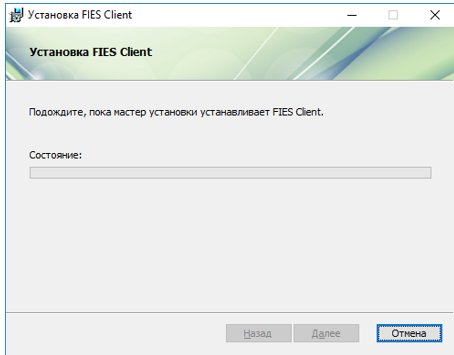 Установка FIES Client
Установка FIES Client
Подождите, пока мастер установки устанавливает FIES Client.
Состояние:
Назад Далее Отмена